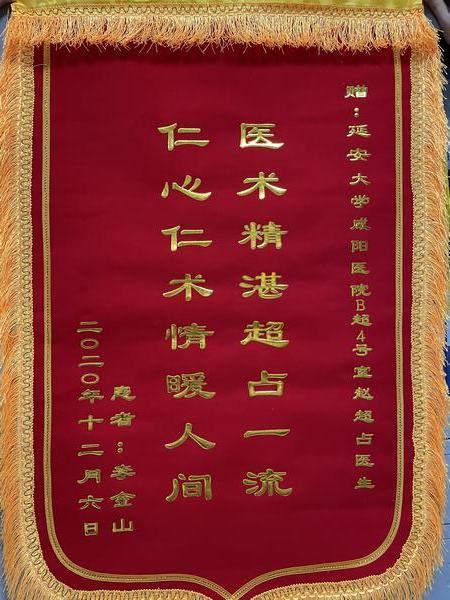 赠：延安大学咸阳医院B超4号室赵超占医生
医术精湛超占一流
仁心仁术情暖人间
患者：李金山
二〇二〇年十二月六日